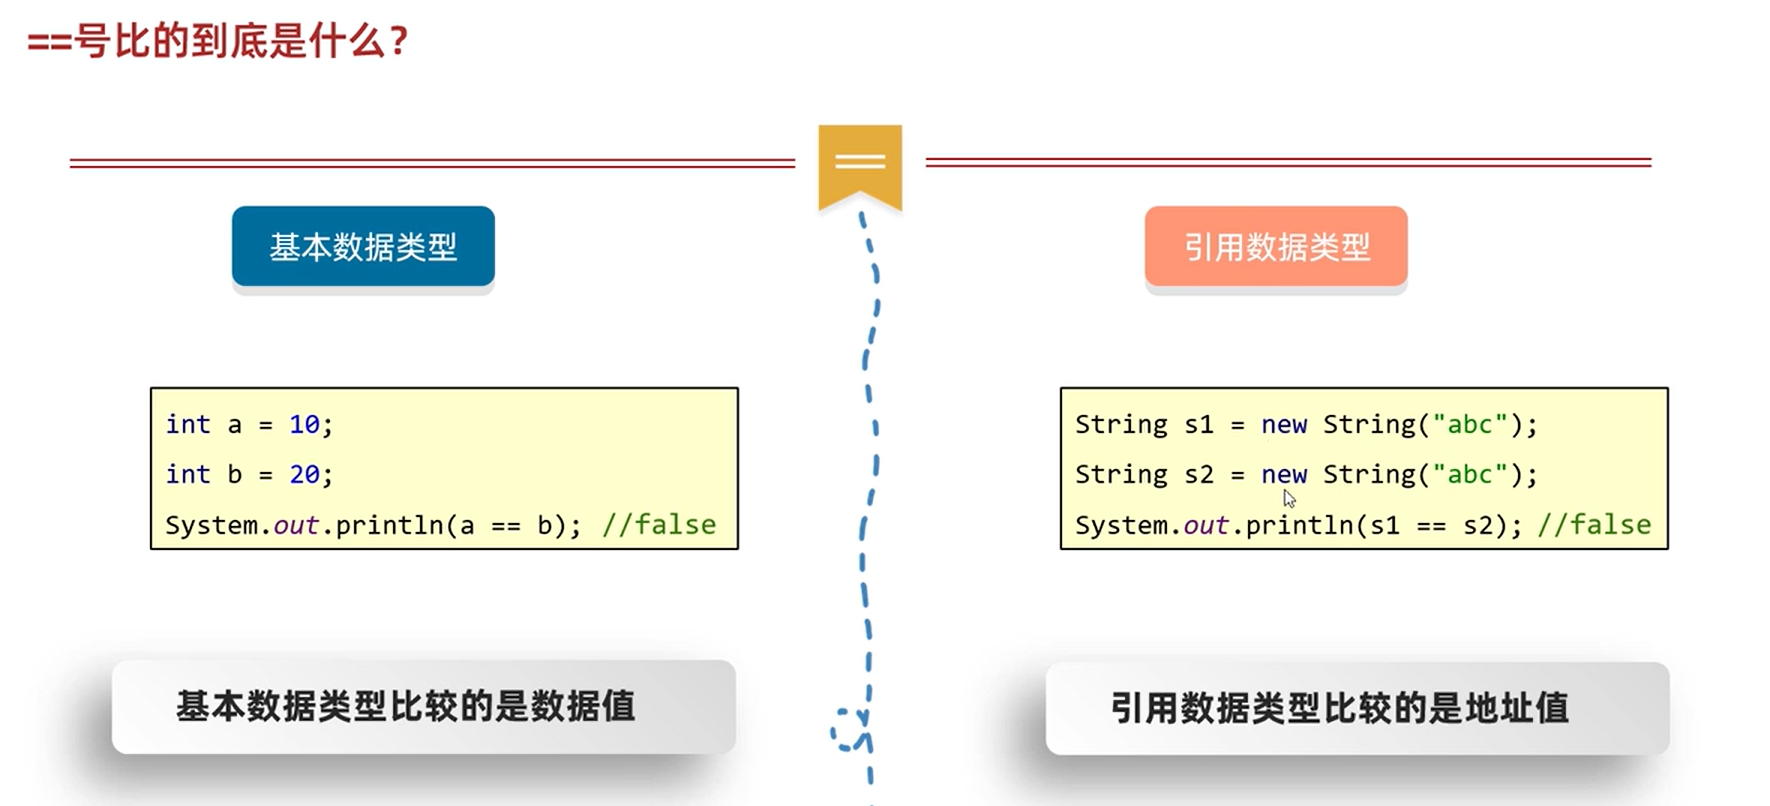 ==号比的到底是什么?
基本数据类型
int a = 10;
int b = 20;
System.out.println(a == b); //false
基本数据类型比较的是数据值
引用数据类型
String s1 = new String("abc");
String s2 = new String("abc");
System.out.println(s1 == s2); //false
引用数据类型比较的是地址值